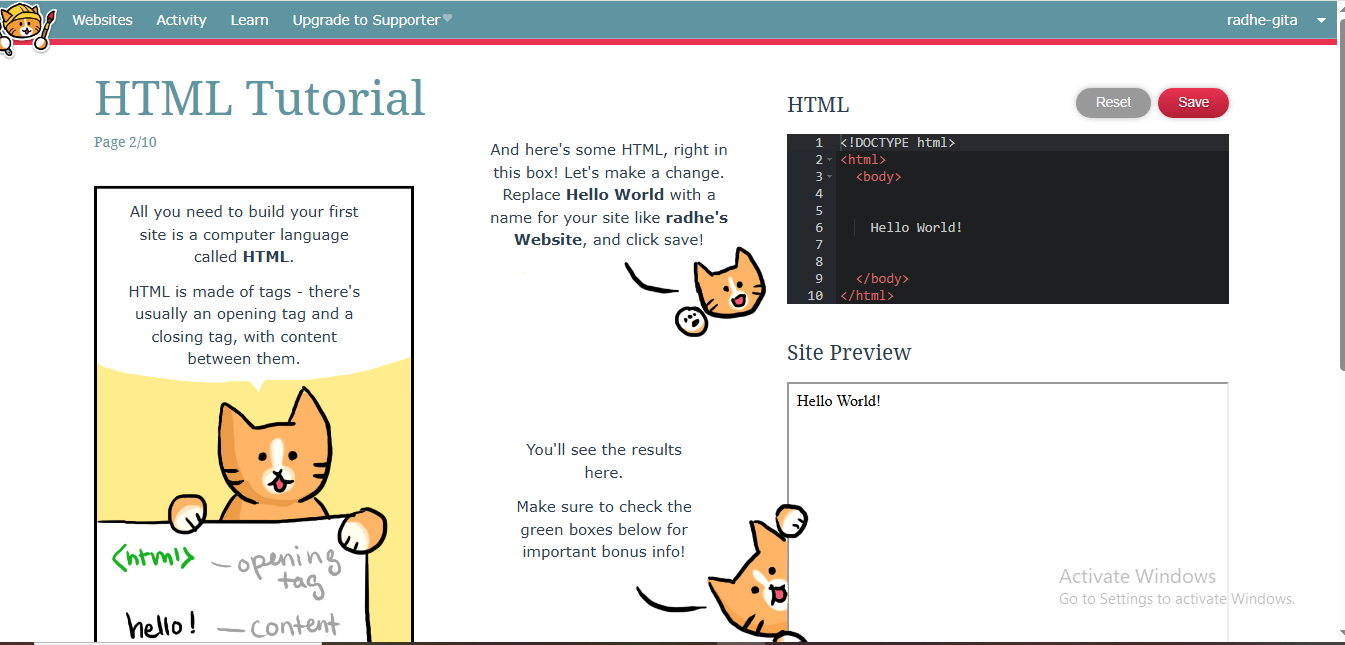 Websites Activity Learn Upgrade to Supporter
radhe-gita
HTML Tutorial
Page 2/10
All you need to build your first
site is a computer language
called HTML.
HTML is made of tags - there's
usually an opening tag and a
closing tag, with content
between them.
<html> — opening
tag
hello! — content
And here's some HTML, right in
this box! Let's make a change.
Replace Hello World with a
name for your site like radhe's
Website, and click save!
You'll see the results
here.
Make sure to check the
green boxes below for
important bonus info!
HTML
Reset
Save
1 <!DOCTYPE html>
2 <html>
3 <body>
4
5
6 Hello World!
7
8
9 </body>
10 </html>
Site Preview
Hello World!
Activate Windows
Go to Settings to activate Windows.